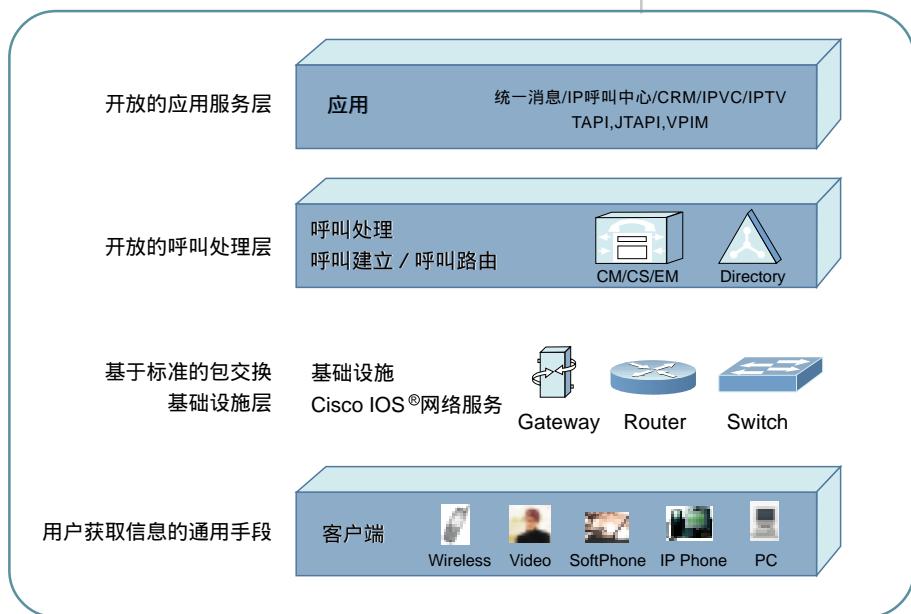 开放的应用服务层
应用
统一消息/IP呼叫中心/CRM/IPVC/IPTV
TAPI,JTAPI,VPIM
开放的呼叫处理层
呼叫处理
呼叫建立 / 呼叫路由
CM/CS/EM
Directory
基于标准的包交换
基础设施层
基础设施
Cisco IOS®网络服务
Gateway
Router
Switch
用户获取信息的通用手段
客户端
Wireless
Video
SoftPhone
IP Phone
PC